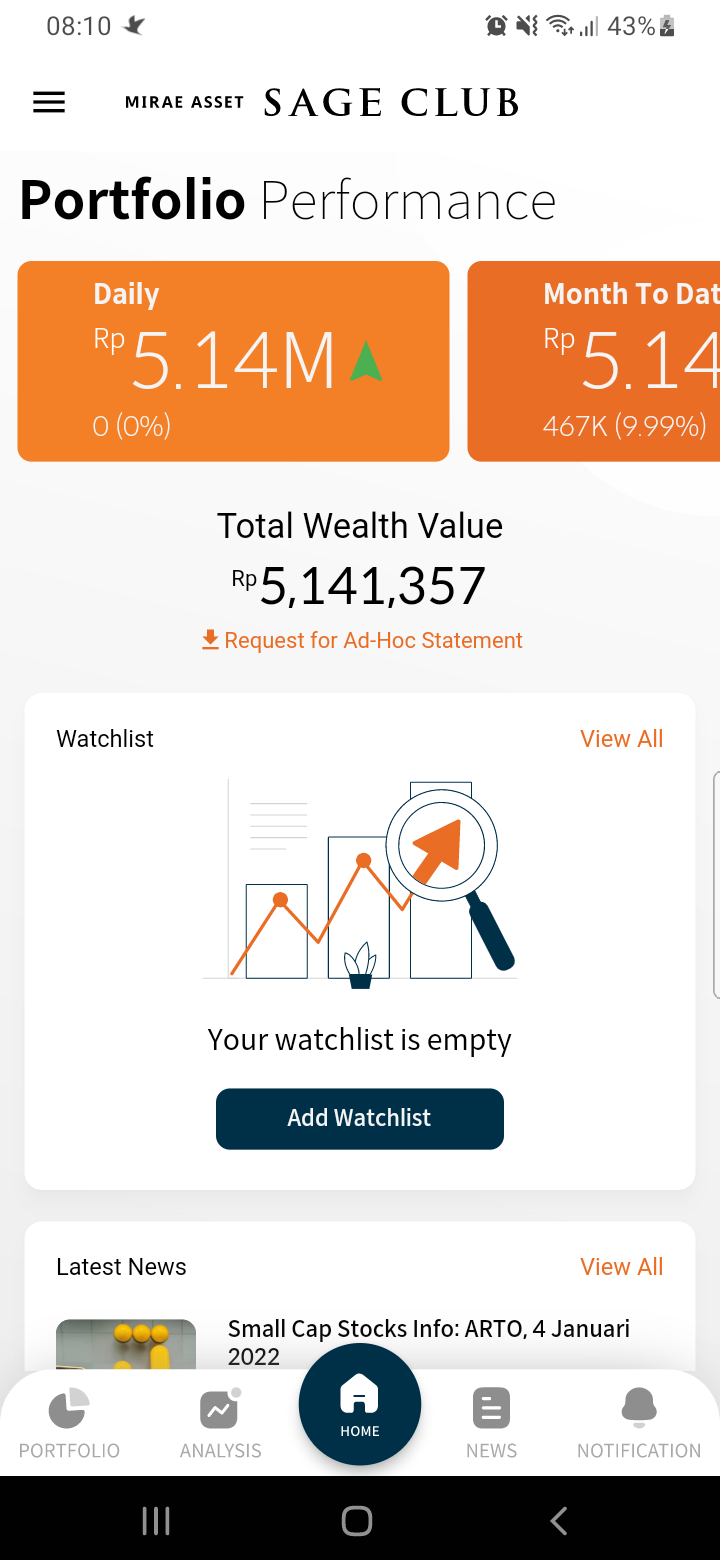 08:10
43%
MIRAE ASSET SAGE CLUB
Portfolio Performance
Daily
Rp 5.14M
0 (0%)
Month To Dat
Rp 5.14
467K (9.99%)
Total Wealth Value
Rp 5,141,357
Request for Ad-Hoc Statement
Watchlist
View All
Your watchlist is empty
Add Watchlist
Latest News
View All
Small Cap Stocks Info: ARTO, 4 Januari
2022
PORTFOLIO
ANALYSIS
HOME
NEWS
NOTIFICATION